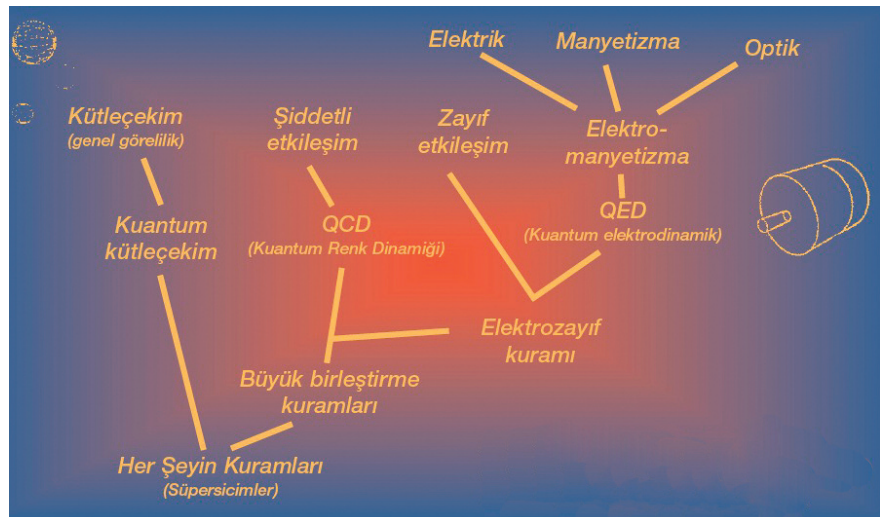 Elektrik
Manyetizma
Optik
Kütleçekim
(genel görelilik)
Şiddetli
etkileşim
Zayıf
etkileşim
Elektro-
manyetizma
Kuantum
kütleçekim
QCD
(Kuantum Renk Dinamiği)
QED
(Kuantum elektrodinamik)
Elektrozayıf
kuramı
Büyük birleştirme
kuramları
Her Şeyin Kuramları
(Süpersicimler)